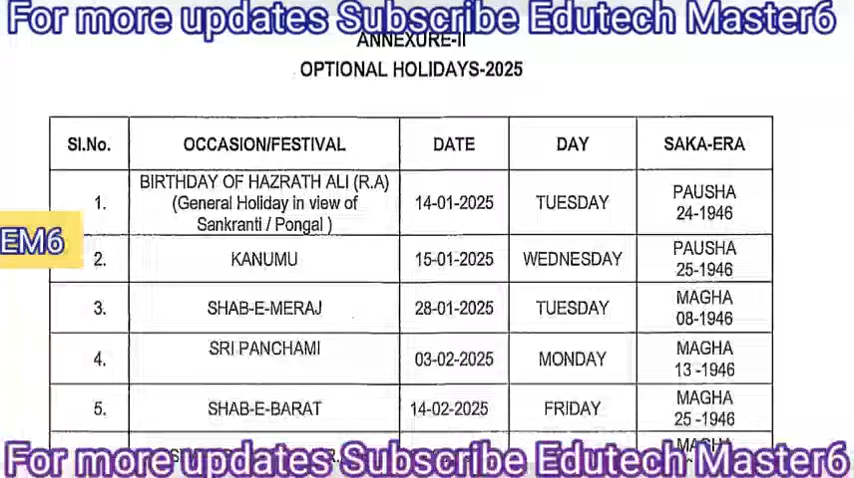 For more updates Subscribe Edutech Master6
ANNEXURE-II
OPTIONAL HOLIDAYS-2025
Sl.No. OCCASION/FESTIVAL DATE DAY SAKA-ERA
1. BIRTHDAY OF HAZRATH ALI (R.A) (General Holiday in view of Sankranti / Pongal ) 14-01-2025 TUESDAY PAUSHA 24-1946
EM6
2. KANUMU 15-01-2025 WEDNESDAY PAUSHA 25-1946
3. SHAB-E-MERAJ 28-01-2025 TUESDAY MAGHA 08-1946
4. SRI PANCHAMI 03-02-2025 MONDAY MAGHA 13 -1946
5. SHAB-E-BARAT 14-02-2025 FRIDAY MAGHA 25 -1946
MAGHA
For more updates Subscribe Edutech Master6